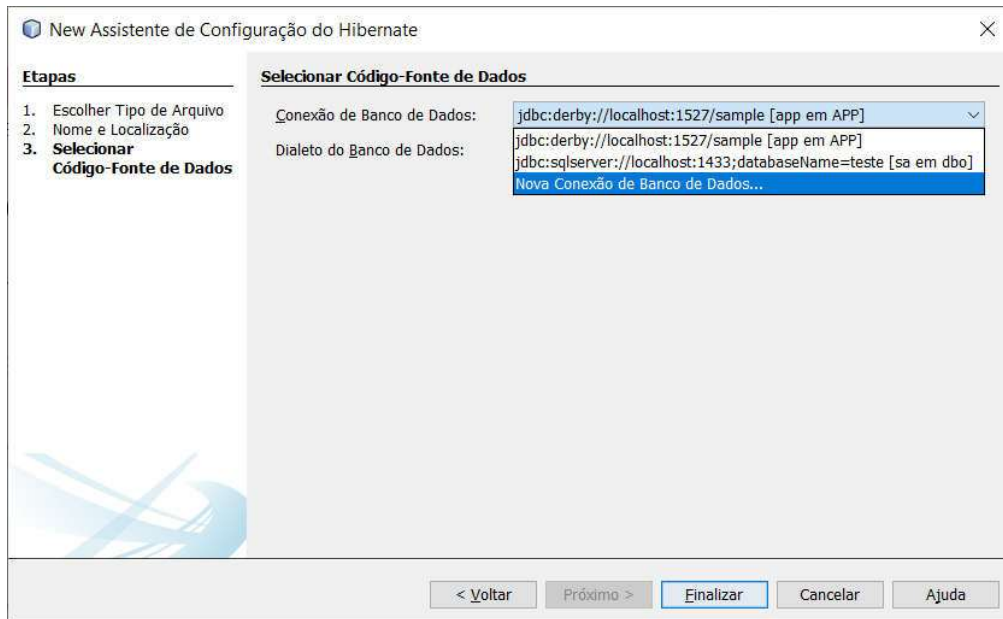 New Assistente de Configuração do Hibernate
Etapas
1. Escolher Tipo de Arquivo
2. Nome e Localização
3. Selecionar
Código-Fonte de Dados
Selecionar Código-Fonte de Dados
Conexão de Banco de Dados:
jdbc:derby://localhost:1527/sample [app em APP]
jdbc:derby://localhost:1527/sample [app em APP]
jdbc:sqlserver://localhost:1433;databaseName=teste [sa em dbo]
Nova Conexão de Banco de Dados...
Dialeto do Banco de Dados:
< Voltar
Próximo >
Finalizar
Cancelar
Ajuda